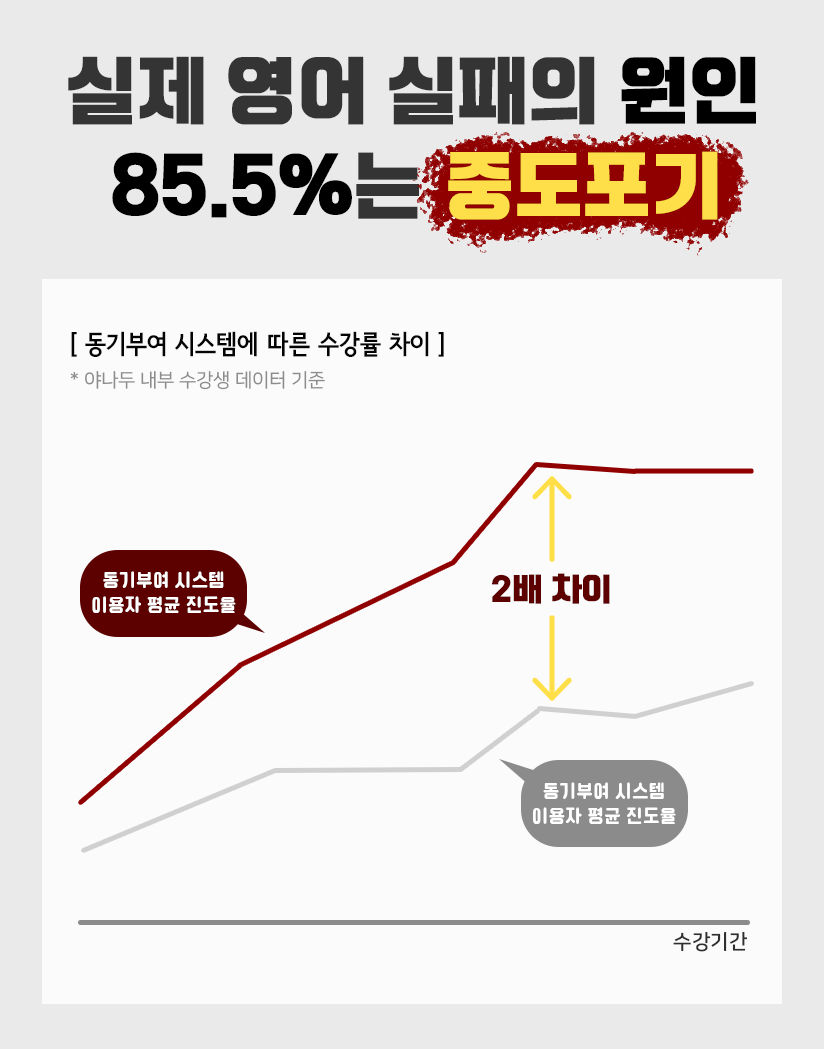 실제 영어 실패의 원인
85.5%는 중도포기
[ 동기부여 시스템에 따른 수강률 차이 ]
* 야나두 내부 수강생 데이터 기준
동기부여 시스템
이용자 평균 진도율
2배 차이
동기부여 시스템
이용자 평균 진도율
수강기간